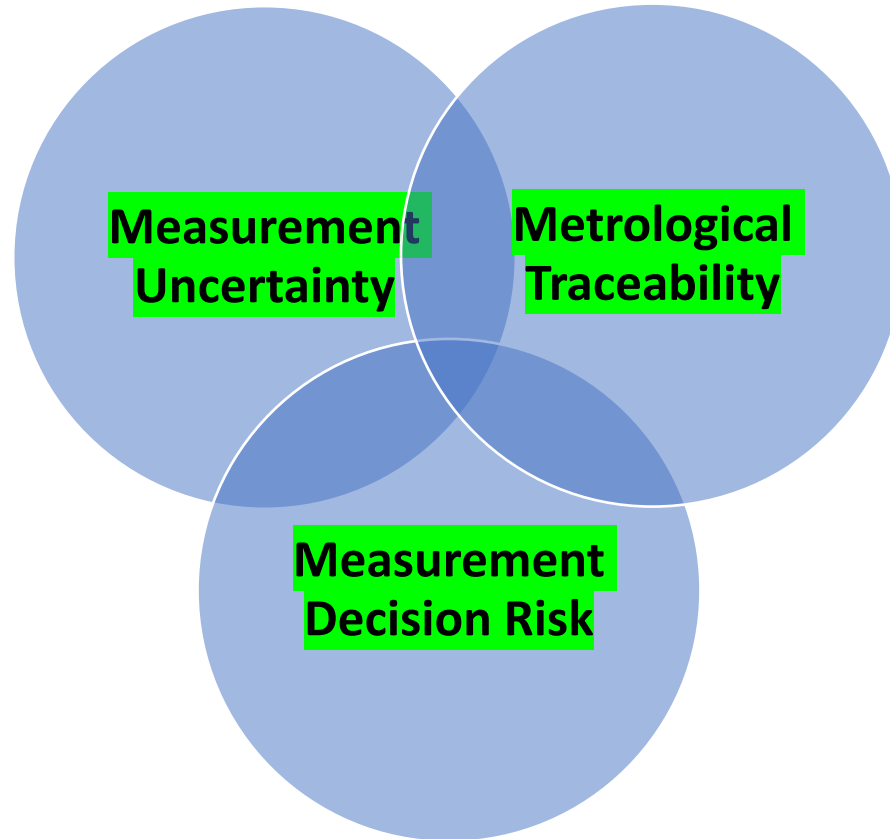 Measurement
Uncertainty
Metrological
Traceability
Measurement
Decision Risk